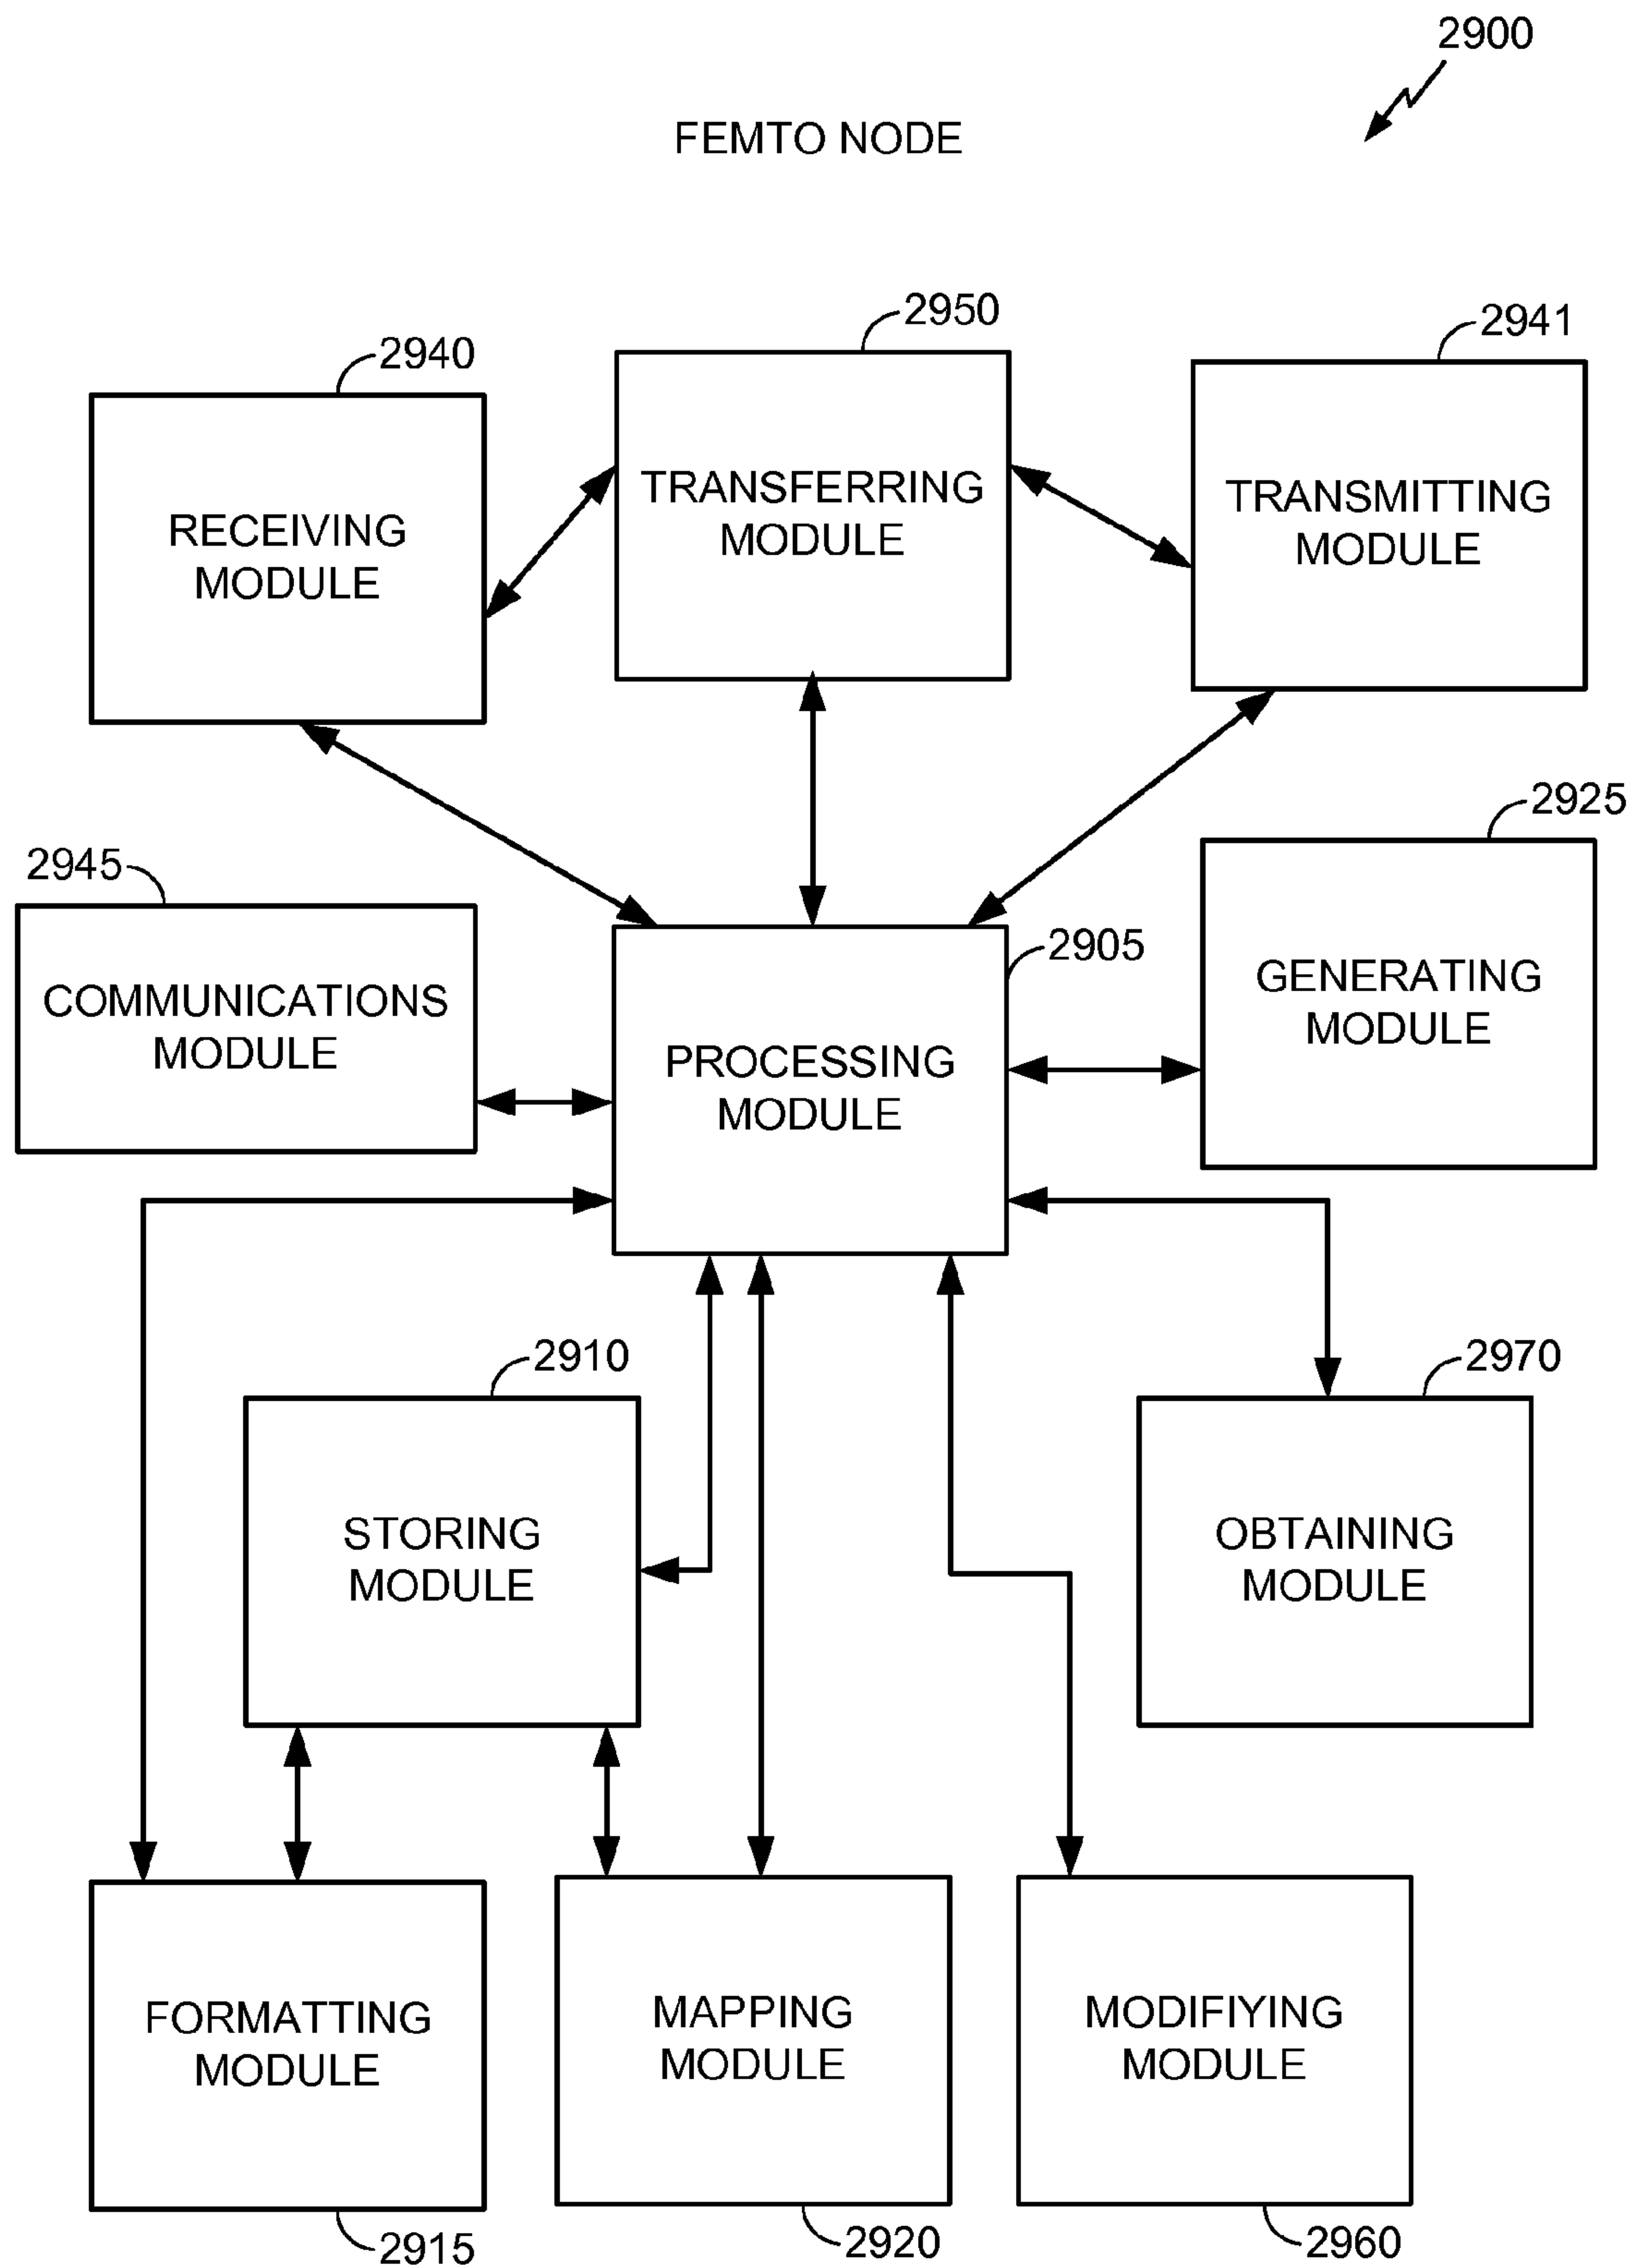 2900
FEMTO NODE
2950
2941
2940
TRANSFERRING
MODULE
TRANSMITTING
MODULE
RECEIVING
MODULE
2925
2945
2905
GENERATING
MODULE
COMMUNICATIONS
MODULE
PROCESSING
MODULE
2910
2970
STORING
MODULE
OBTAINING
MODULE
FORMATTING
MODULE
MAPPING
MODULE
MODIFIYING
MODULE
2915
2920
2960